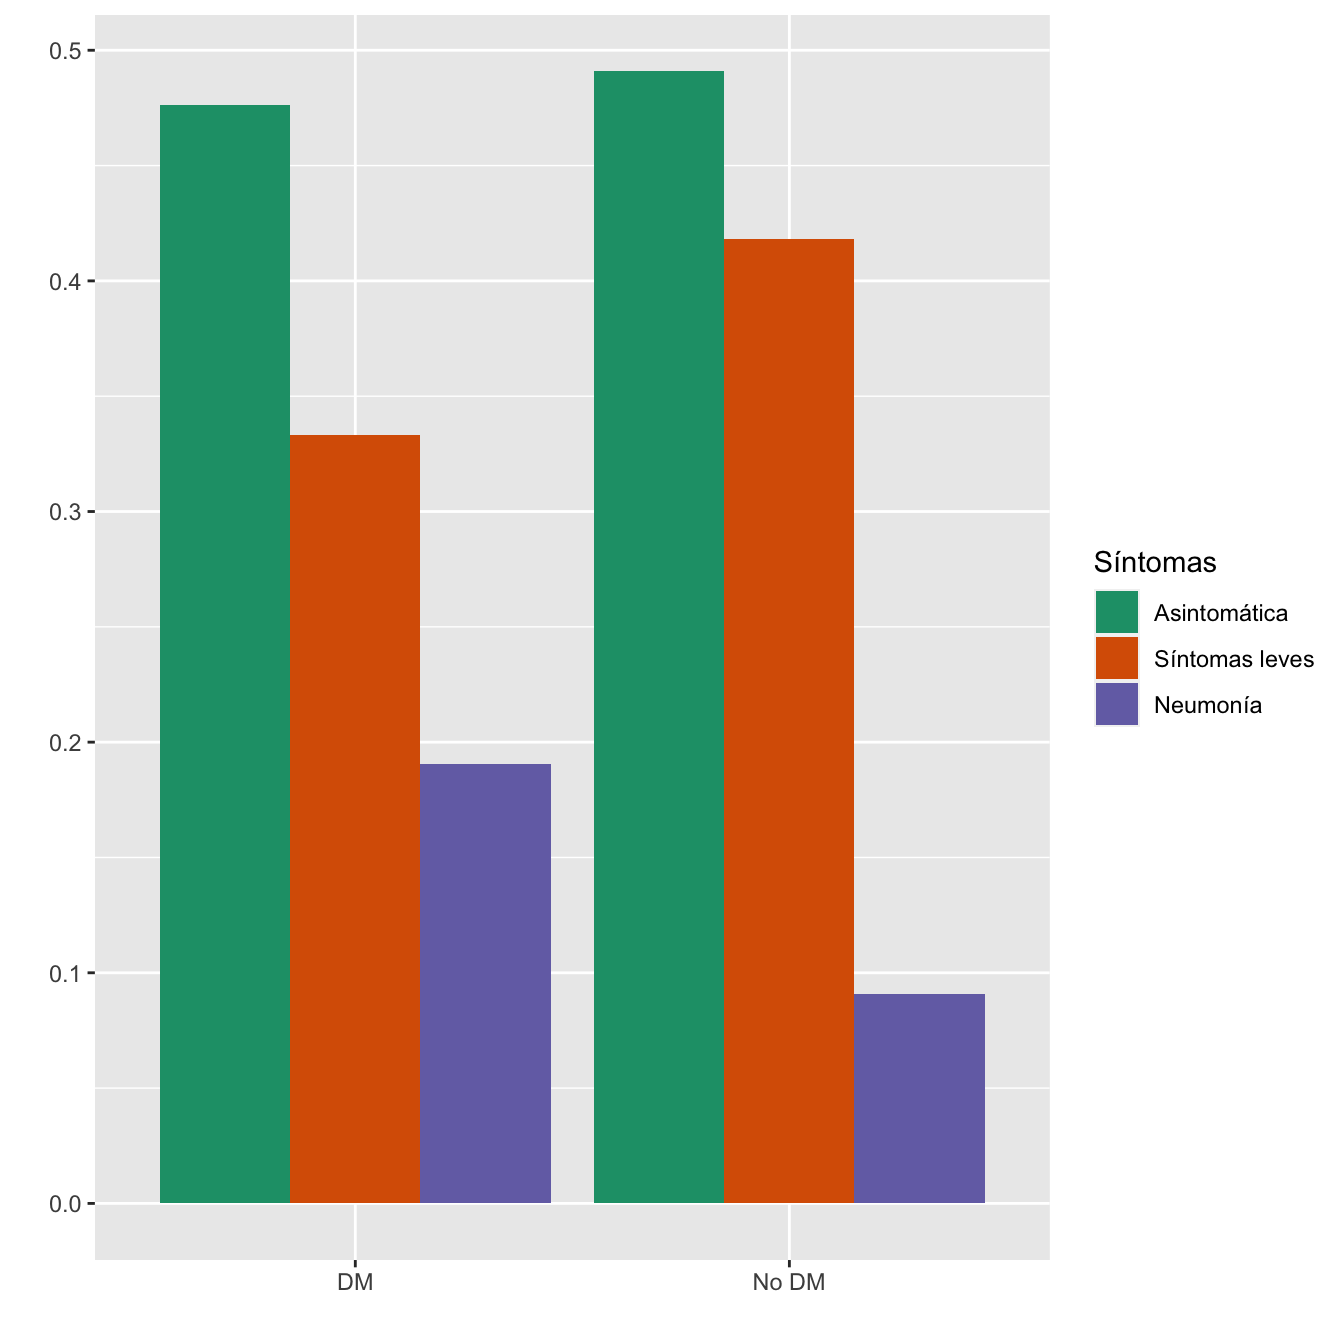 0.5
0.4
0.3
0.2
0.1
0.0
DM
No DM
Síntomas
Asintomática
Síntomas leves
Neumonía